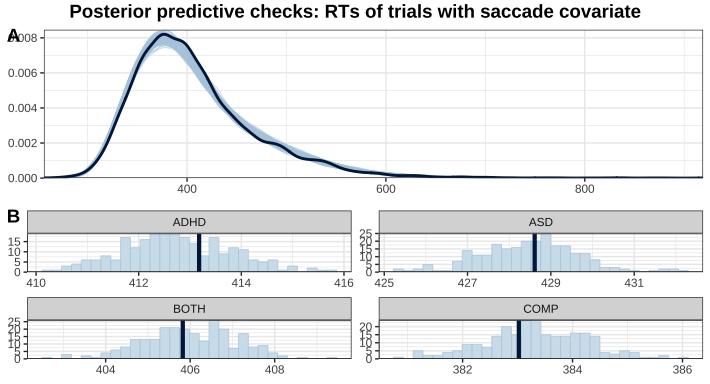 Posterior predictive checks: RTs of trials with saccade covariate
A
0.008
0.006
0.004
0.002
0.000
400 600 800
B
ADHD ASD
15
10
5
0
25
20
15
10
5
0
410 412 414 416
425 427 429 431
BOTH COMP
25
20
15
10
5
0
20
15
10
5
0
404 406 408
382 384 386